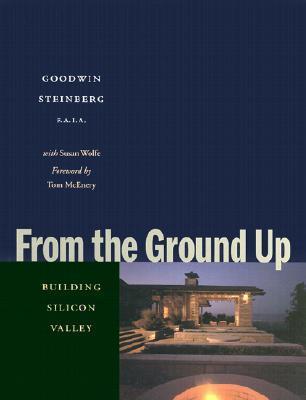 GOODWIN
STEINBERG
F.A.I.A.
with Susan Wolfe
Foreword by
Tom McEnery
From the Ground Up
BUILDING
SILICON
VALLEY